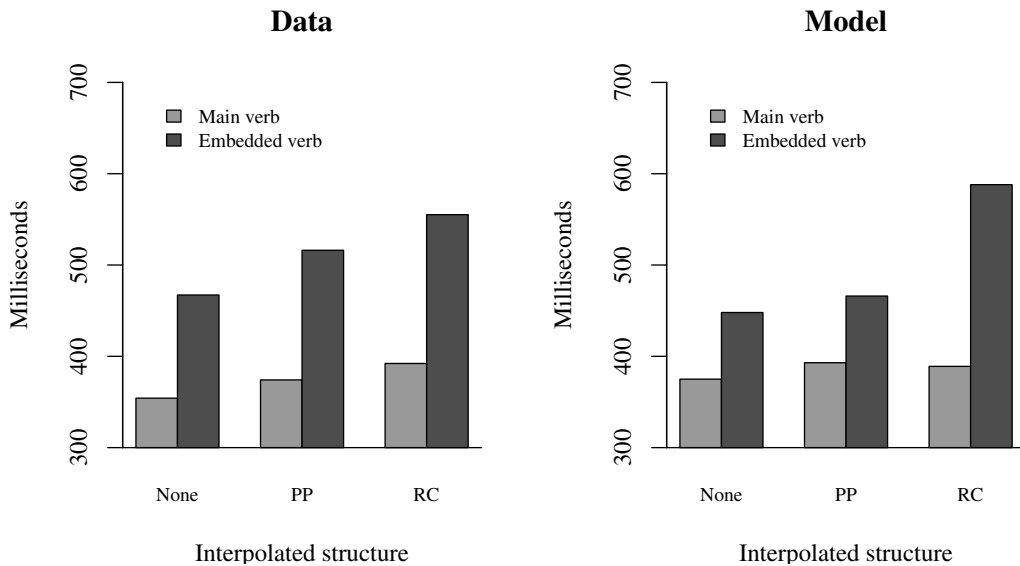 Data
Milliseconds
700
600
500
400
300
Main verb
Embedded verb
None PP RC
Interpolated structure
Model
Milliseconds
700
600
500
400
300
Main verb
Embedded verb
None PP RC
Interpolated structure